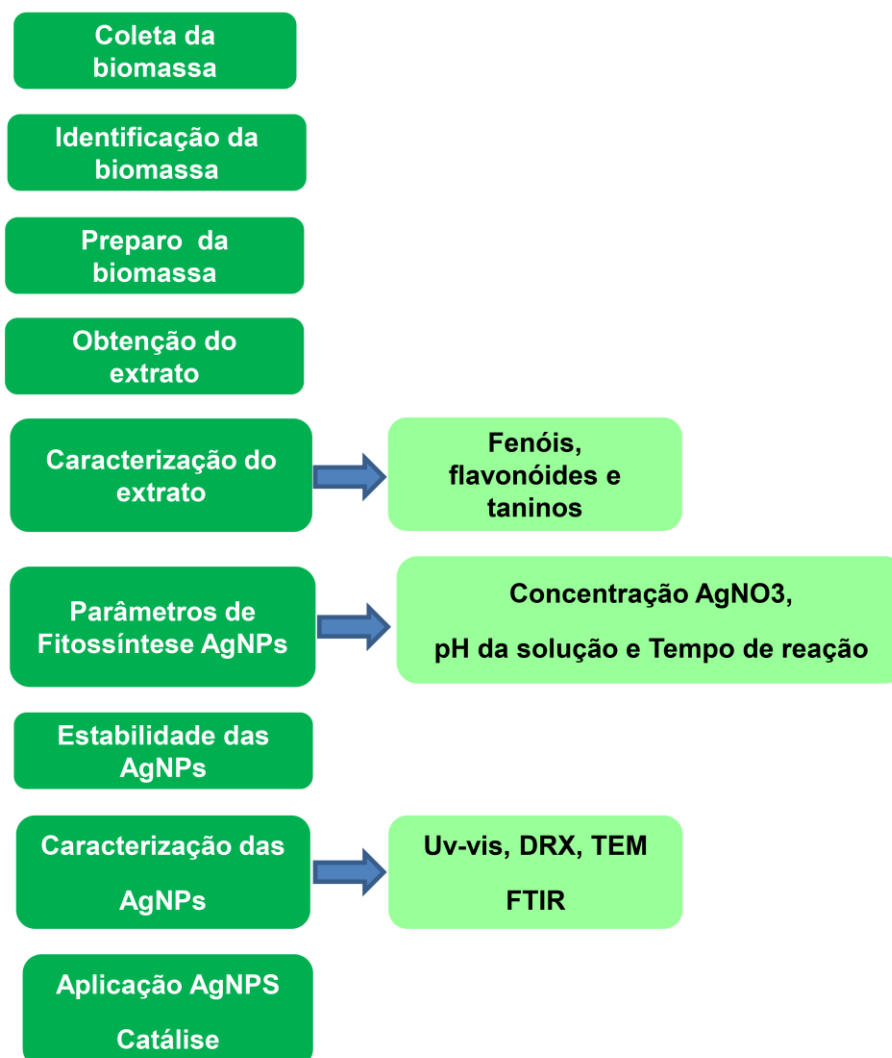 Coleta da
biomassa
Identificação da
biomassa
Preparo da
biomassa
Obtenção do
extrato
Caracterização do
extrato
Fenóis,
flavonóides e
taninos
Parâmetros de
Fitossíntese AgNPs
Concentração AgNO3,
pH da solução e Tempo de reação
Estabilidade das
AgNPs
Caracterização das
AgNPs
Uv-vis, DRX, TEM
FTIR
Aplicação AgNPS
Catálise